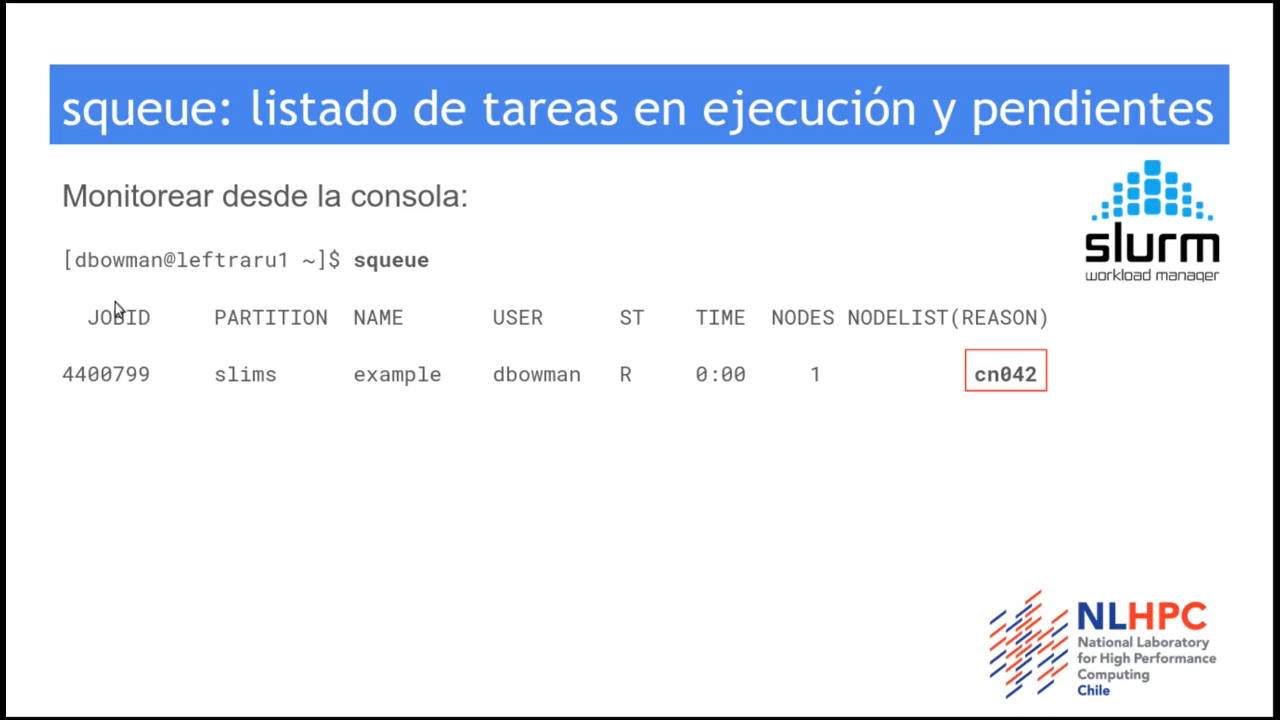 squeue: listado de tareas en ejecución y pendientes
Monitorear desde la consola:
[dbowman@leftraru1 ~]$ squeue
JOBID PARTITION NAME USER ST TIME NODES NODELIST(REASON)
4400799 slims example dbowman R 0:00 1 cn042
slurm
workload manager
NLHPC
National Laboratory
for High Performance
Computing
Chile